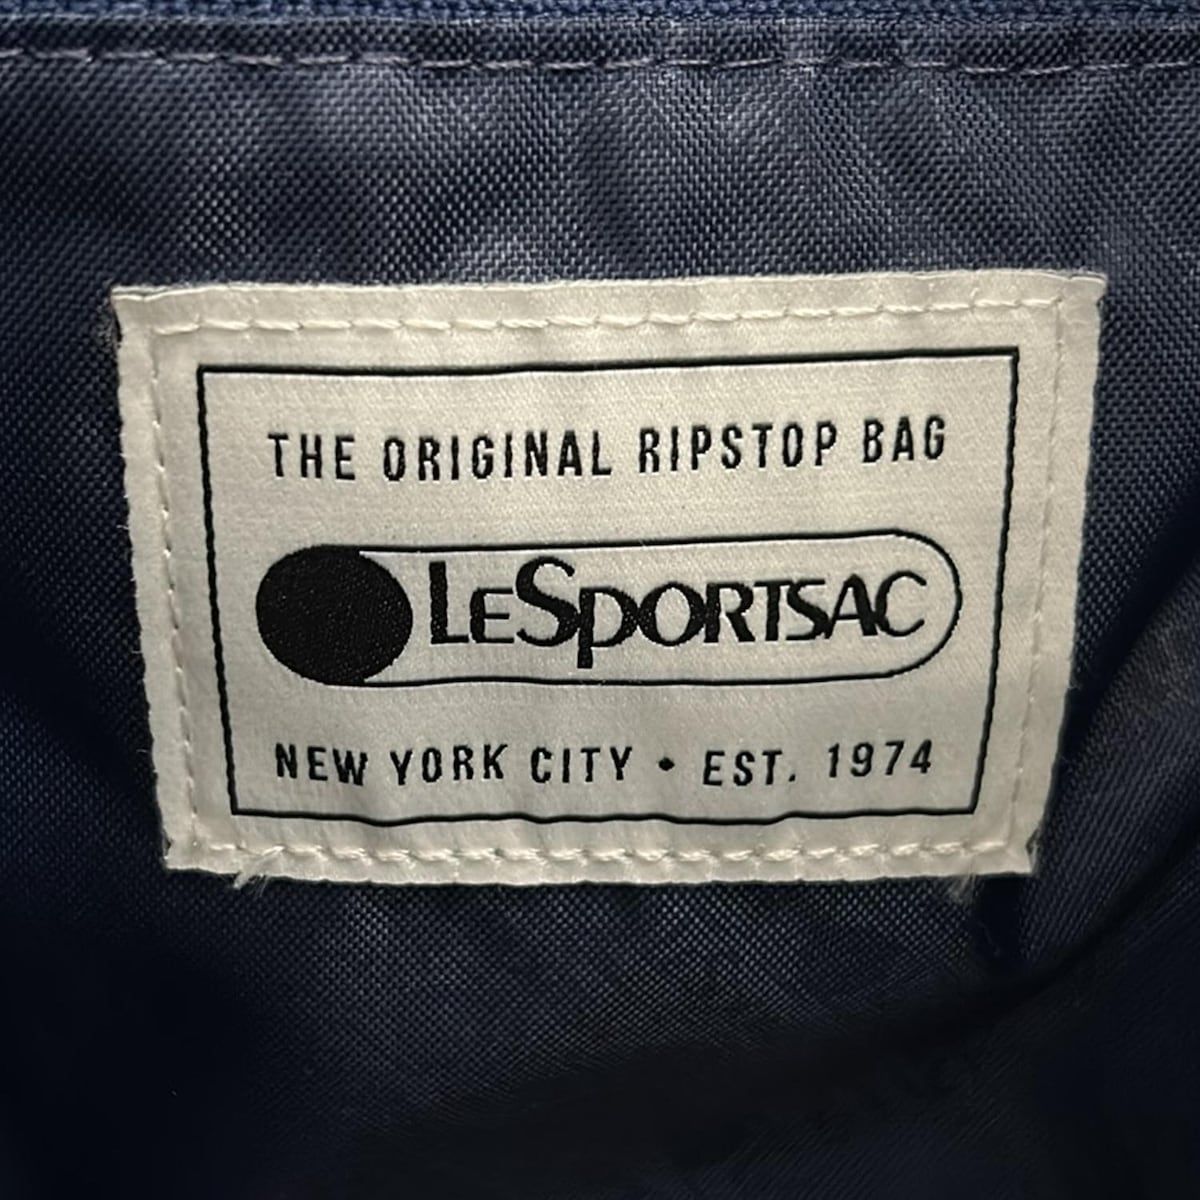 THE ORIGINAL RIPSTOP BAG
LESPORTSAC
NEW YORK CITY • EST. 1974